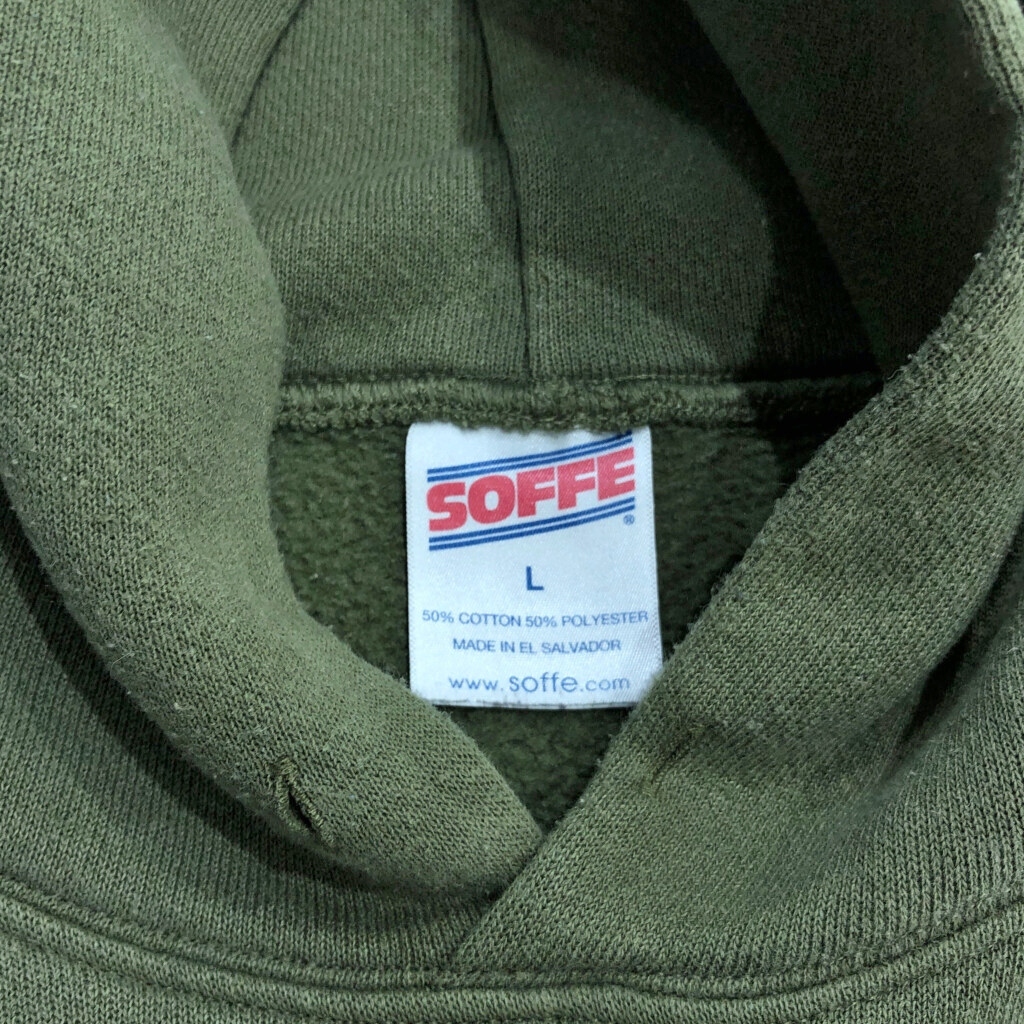 SOFFE®
L
50% COTTON 50% POLYESTER
MADE IN EL SALVADOR
www.soffe.com